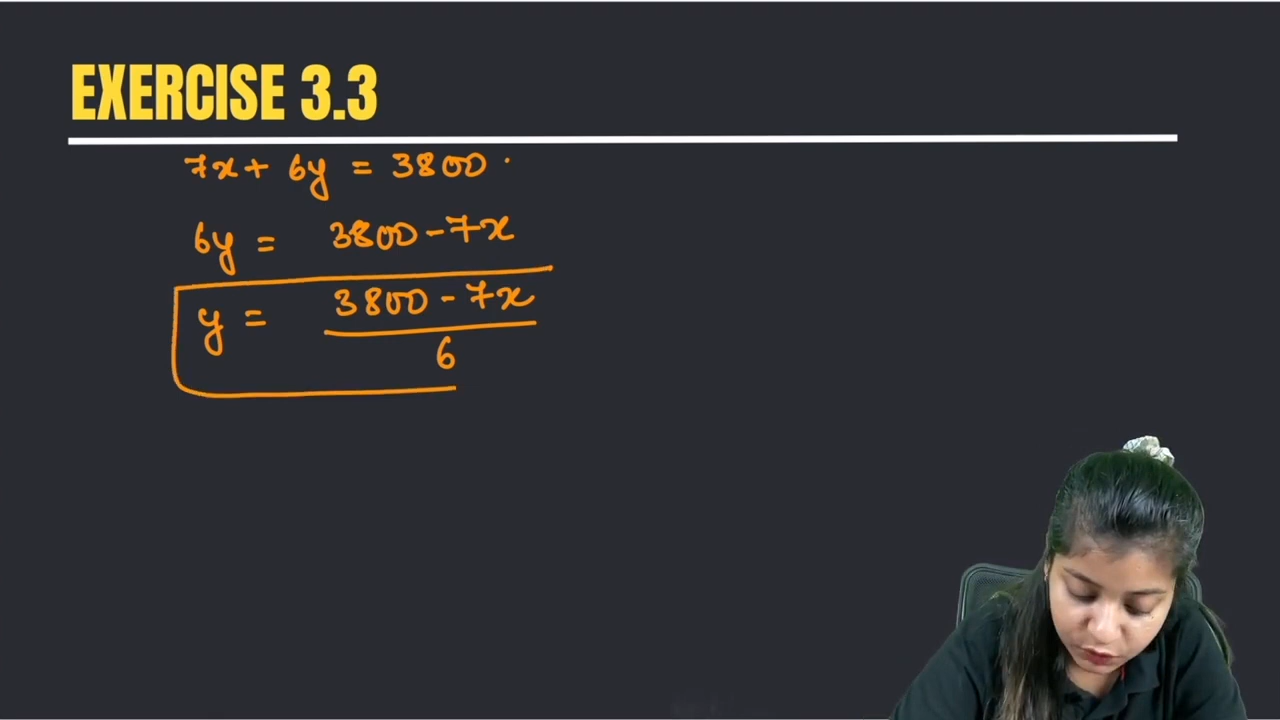 EXERCISE 3.3
7x + 6y = 3800
6y = 3800 - 7x
y = 3800 - 7x
6